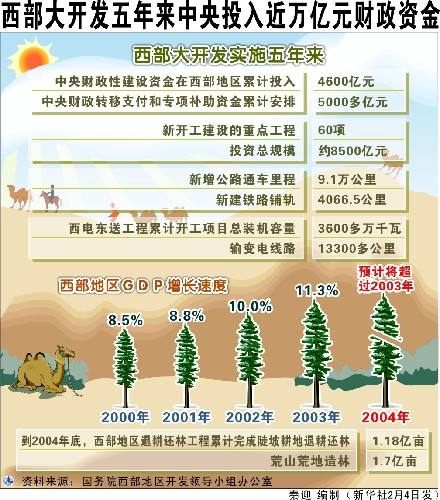 西部大开发五年来中央投入近万亿元财政资金
西部大开发实施五年来
中央财政性建设资金在西部地区累计投入 4600亿元
中央财政转移支付和专项补助资金累计安排 5000多亿元
新开工建设的重点工程 60项
投资总规模 约8500亿元
新增公路通车里程 9.1万公里
新建铁路铺轨 4066.5公里
西电东送工程累计开工项目总装机容量 3600多万千瓦
输变电线路 13300多公里
西部地区GDP增长速度
8.5%
8.8%
10.0%
11.3%
预计将超
过2003年
2000年
2001年
2002年
2003年
2004年
到2004年底，西部地区退耕还林工程累计完成陡坡耕地退耕还林 1.18亿亩
荒山荒地造林 1.7亿亩
资料来源：国务院西部地区开发领导小组办公室
秦迎 编制（新华社2月4日发）